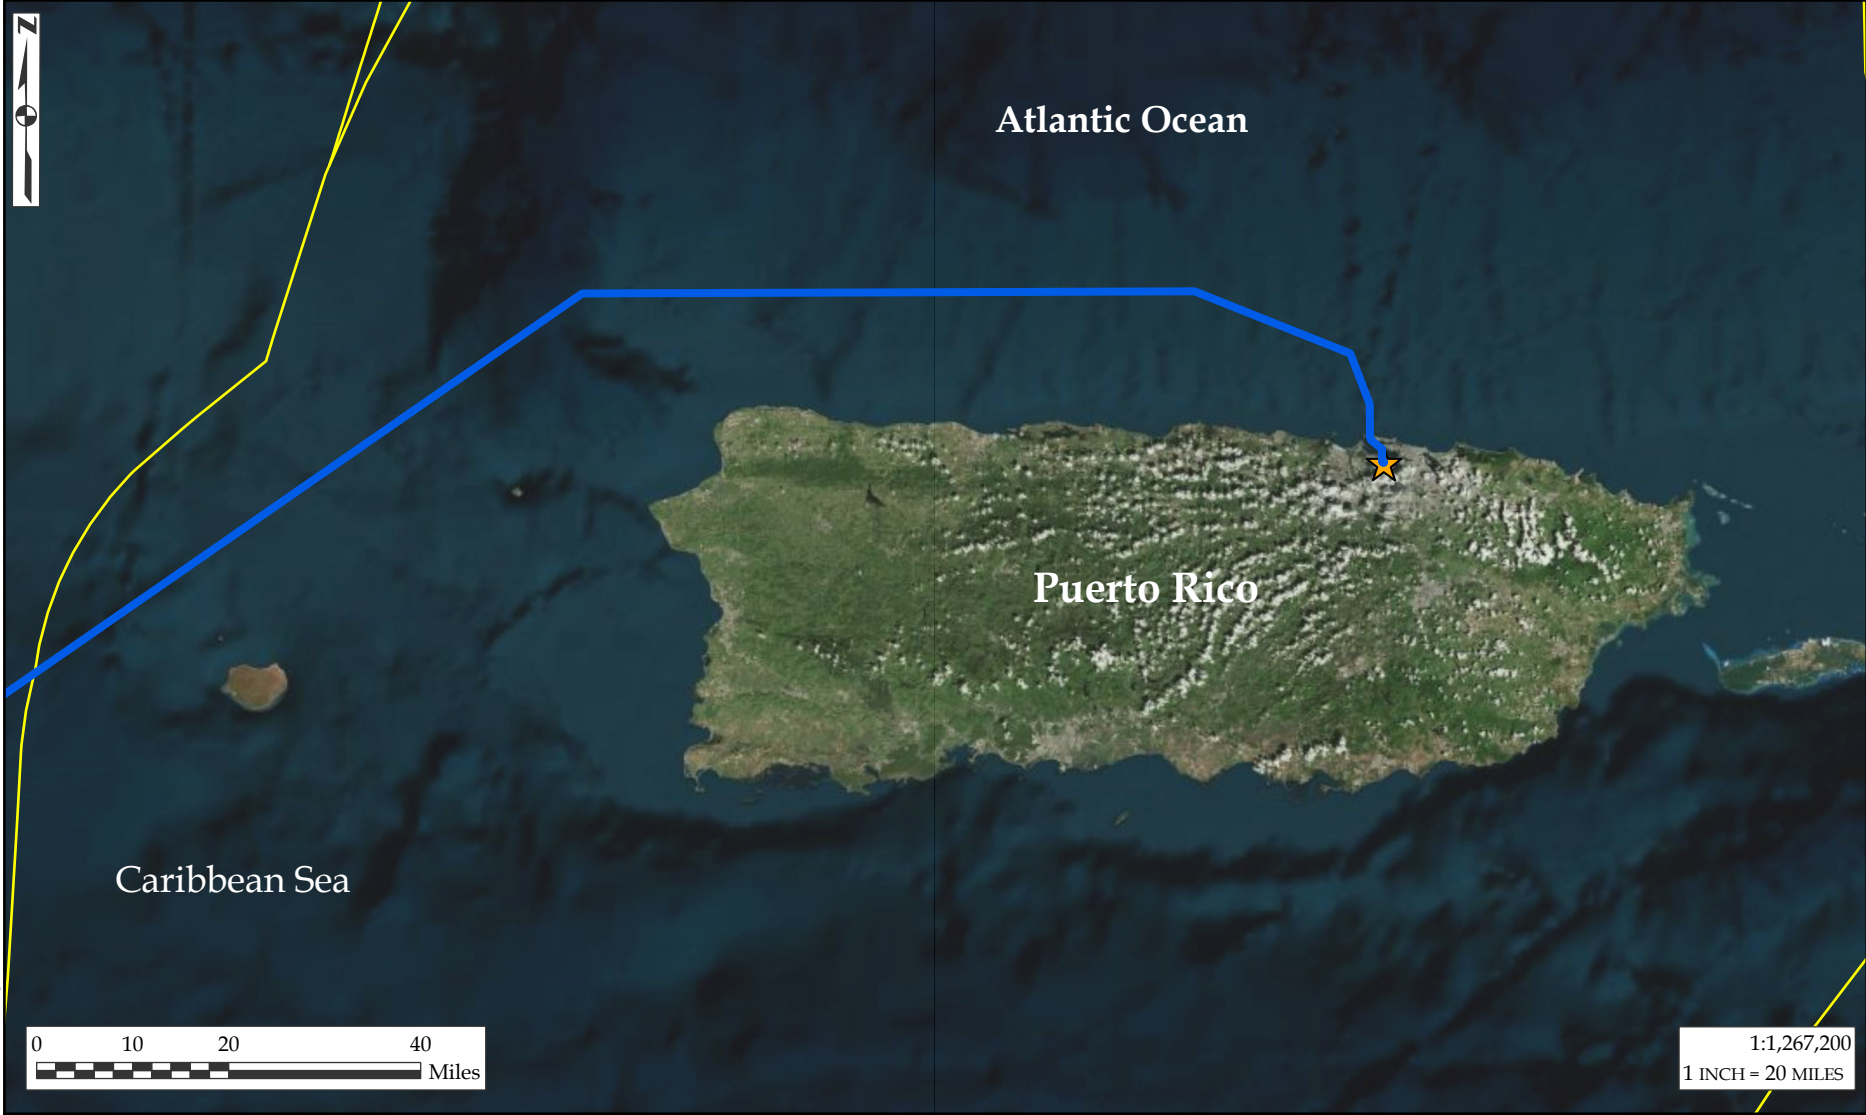 N
Atlantic Ocean
Puerto Rico
Caribbean Sea
0 10 20 40
Miles
1:1,267,200
1 INCH = 20 MILES